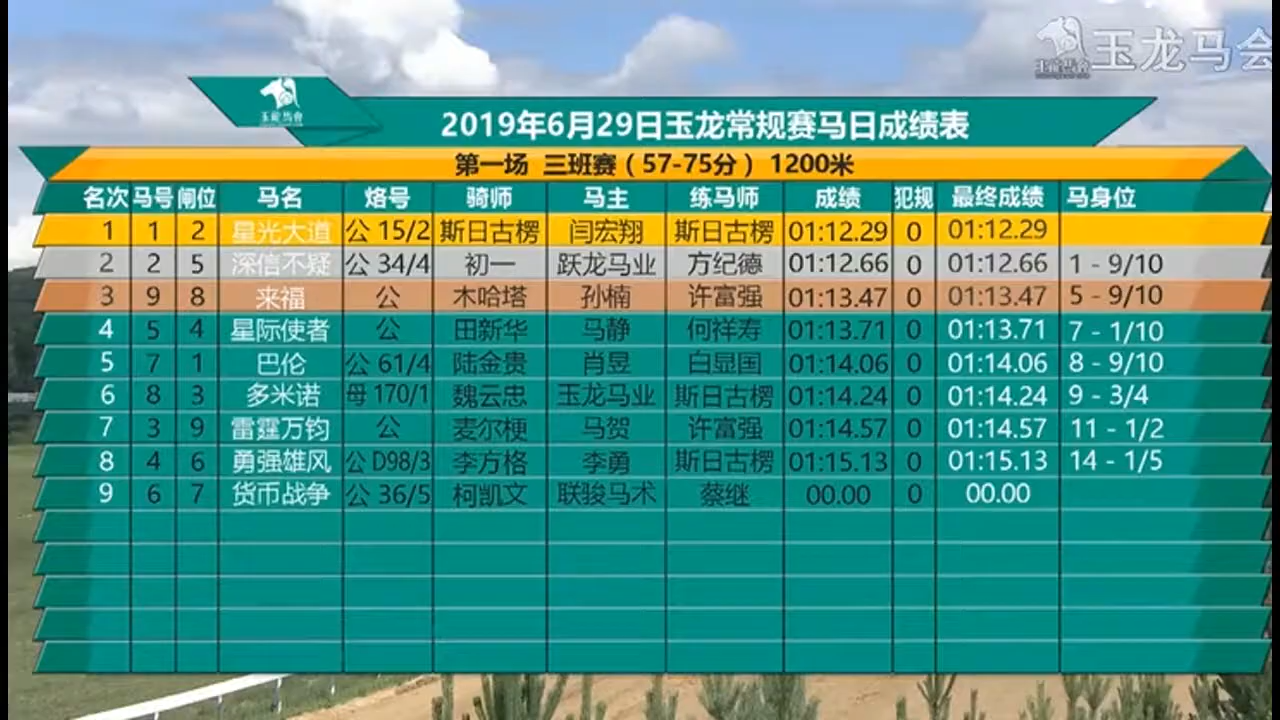 玉龙马会
玉龍馬會
2019年6月29日玉龙常规赛马日成绩表
第一场 三班赛（57-75分） 1200米
名次 马号 闸位 马名 烙号 骑师 马主 练马师 成绩 犯规 最终成绩 马身位
1 1 2 星光大道 公 15/2 斯日古楞 闫宏翔 斯日古楞 01:12.29 0 01:12.29
2 2 5 深信不疑 公 34/4 初一 跃龙马业 方纪德 01:12.66 0 01:12.66 1 - 9/10
3 9 8 来福 公 木哈塔 孙楠 许富强 01:13.47 0 01:13.47 5 - 9/10
4 5 4 星际使者 公 田新华 马静 何祥寿 01:13.71 0 01:13.71 7 - 1/10
5 7 1 巴伦 公 61/4 陆金贵 肖昱 白显国 01:14.06 0 01:14.06 8 - 9/10
6 8 3 多米诺 母 170/1 魏云忠 玉龙马业 斯日古楞 01:14.24 0 01:14.24 9 - 3/4
7 3 9 雷霆万钧 公 麦尔梗 马贺 许富强 01:14.57 0 01:14.57 11 - 1/2
8 4 6 勇强雄风 公 D98/3 李方格 李勇 斯日古楞 01:15.13 0 01:15.13 14 - 1/5
9 6 7 货币战争 公 36/5 柯凯文 联骏马术 蔡继 00.00 0 00.00